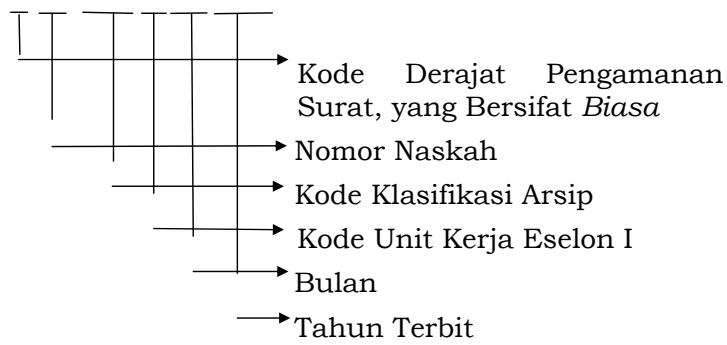 Kode Derajat Pengamanan
Surat, yang Bersifat Biasa
Nomor Naskah
Kode Klasifikasi Arsip
Kode Unit Kerja Eselon I
Bulan
Tahun Terbit